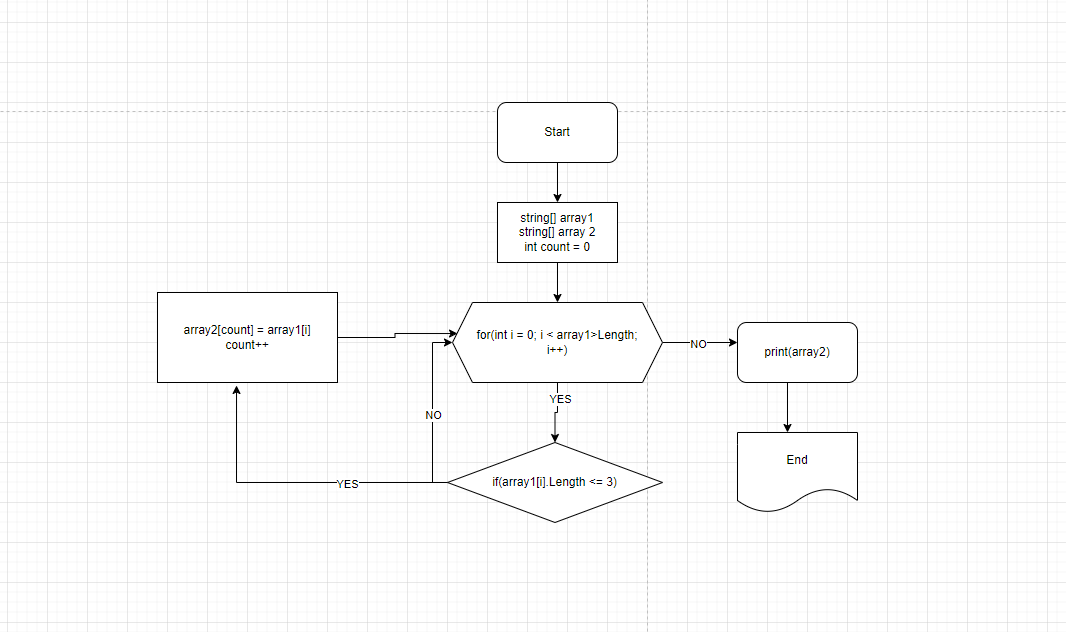 Start
string[] array1
string[] array 2
int count = 0
for(int i = 0; i < array1>Length;
i++)
NO
print(array2)
End
YES
if(array1[i].Length <= 3)
NO
YES
array2[count] = array1[i]
count++